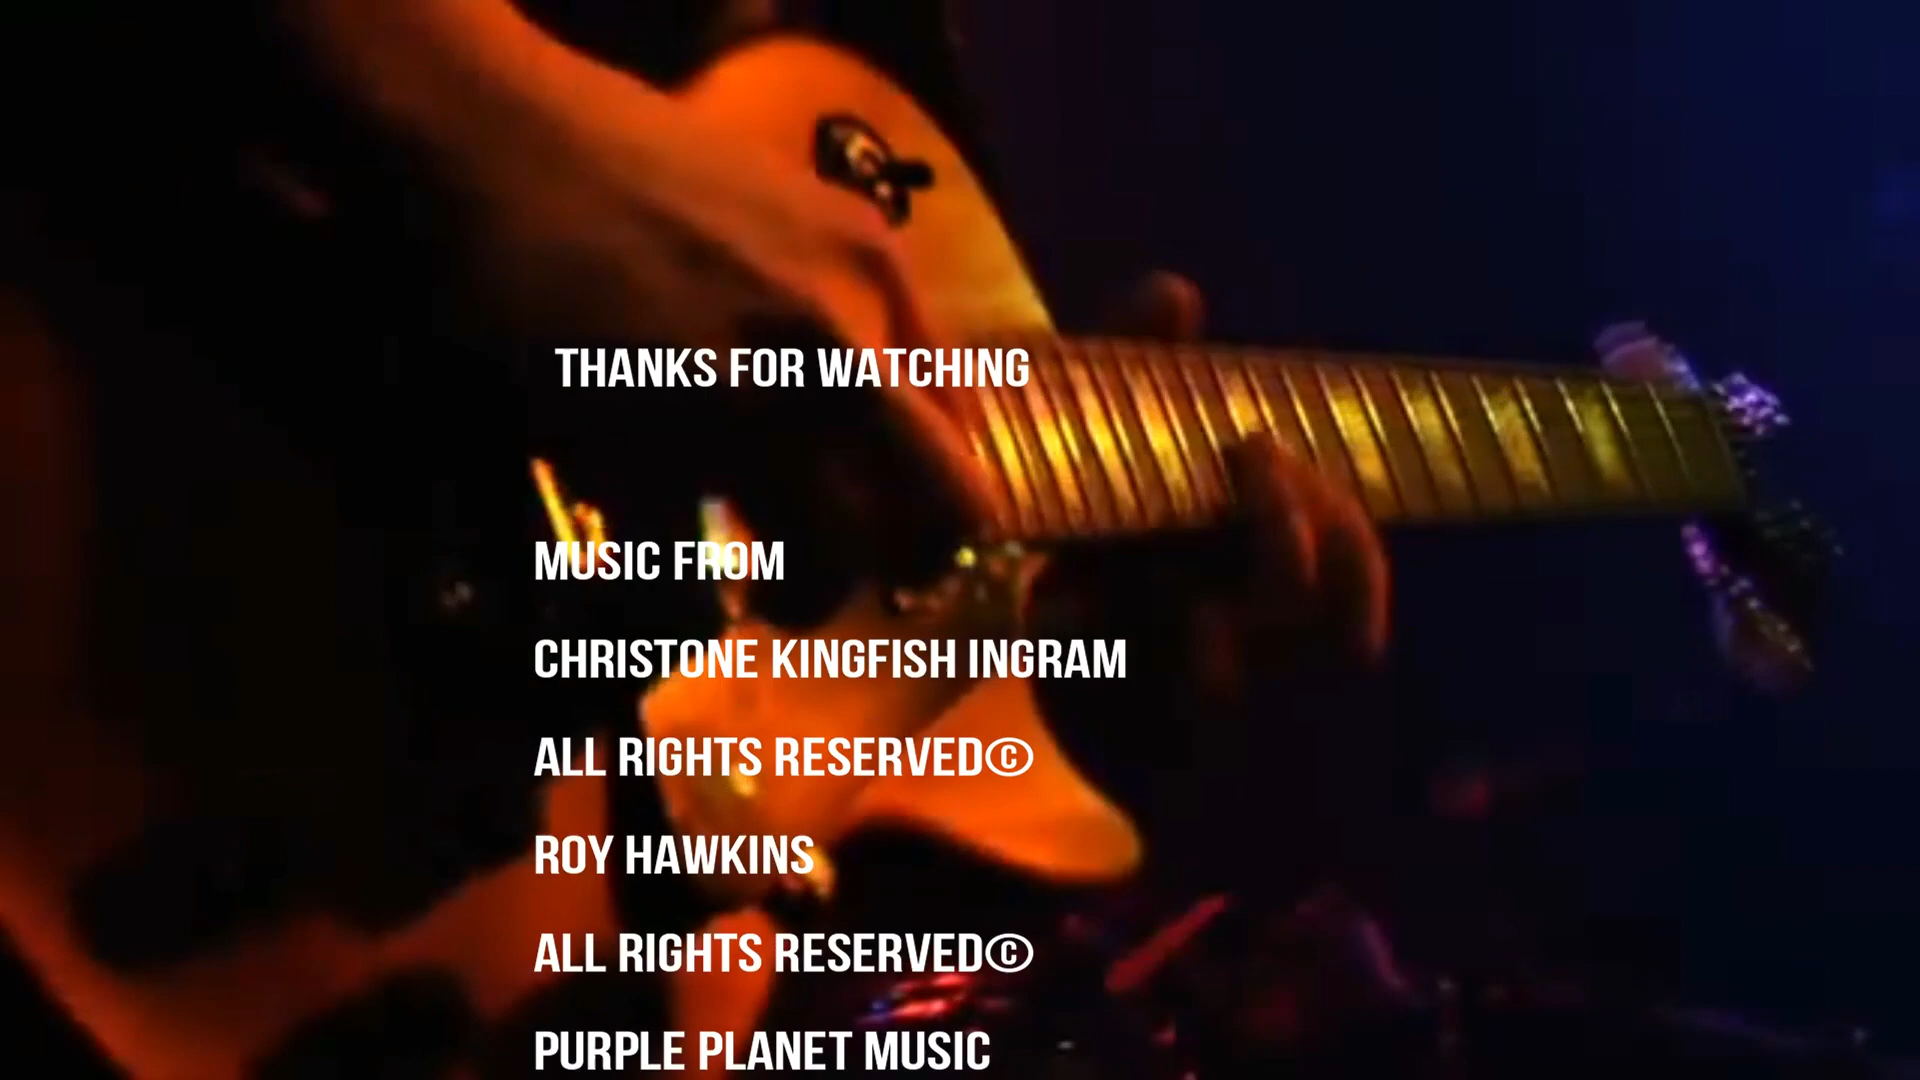 THANKS FOR WATCHING
MUSIC FROM
CHRISTONE KINGFISH INGRAM
ALL RIGHTS RESERVED©
ROY HAWKINS
ALL RIGHTS RESERVED©
PURPLE PLANET MUSIC